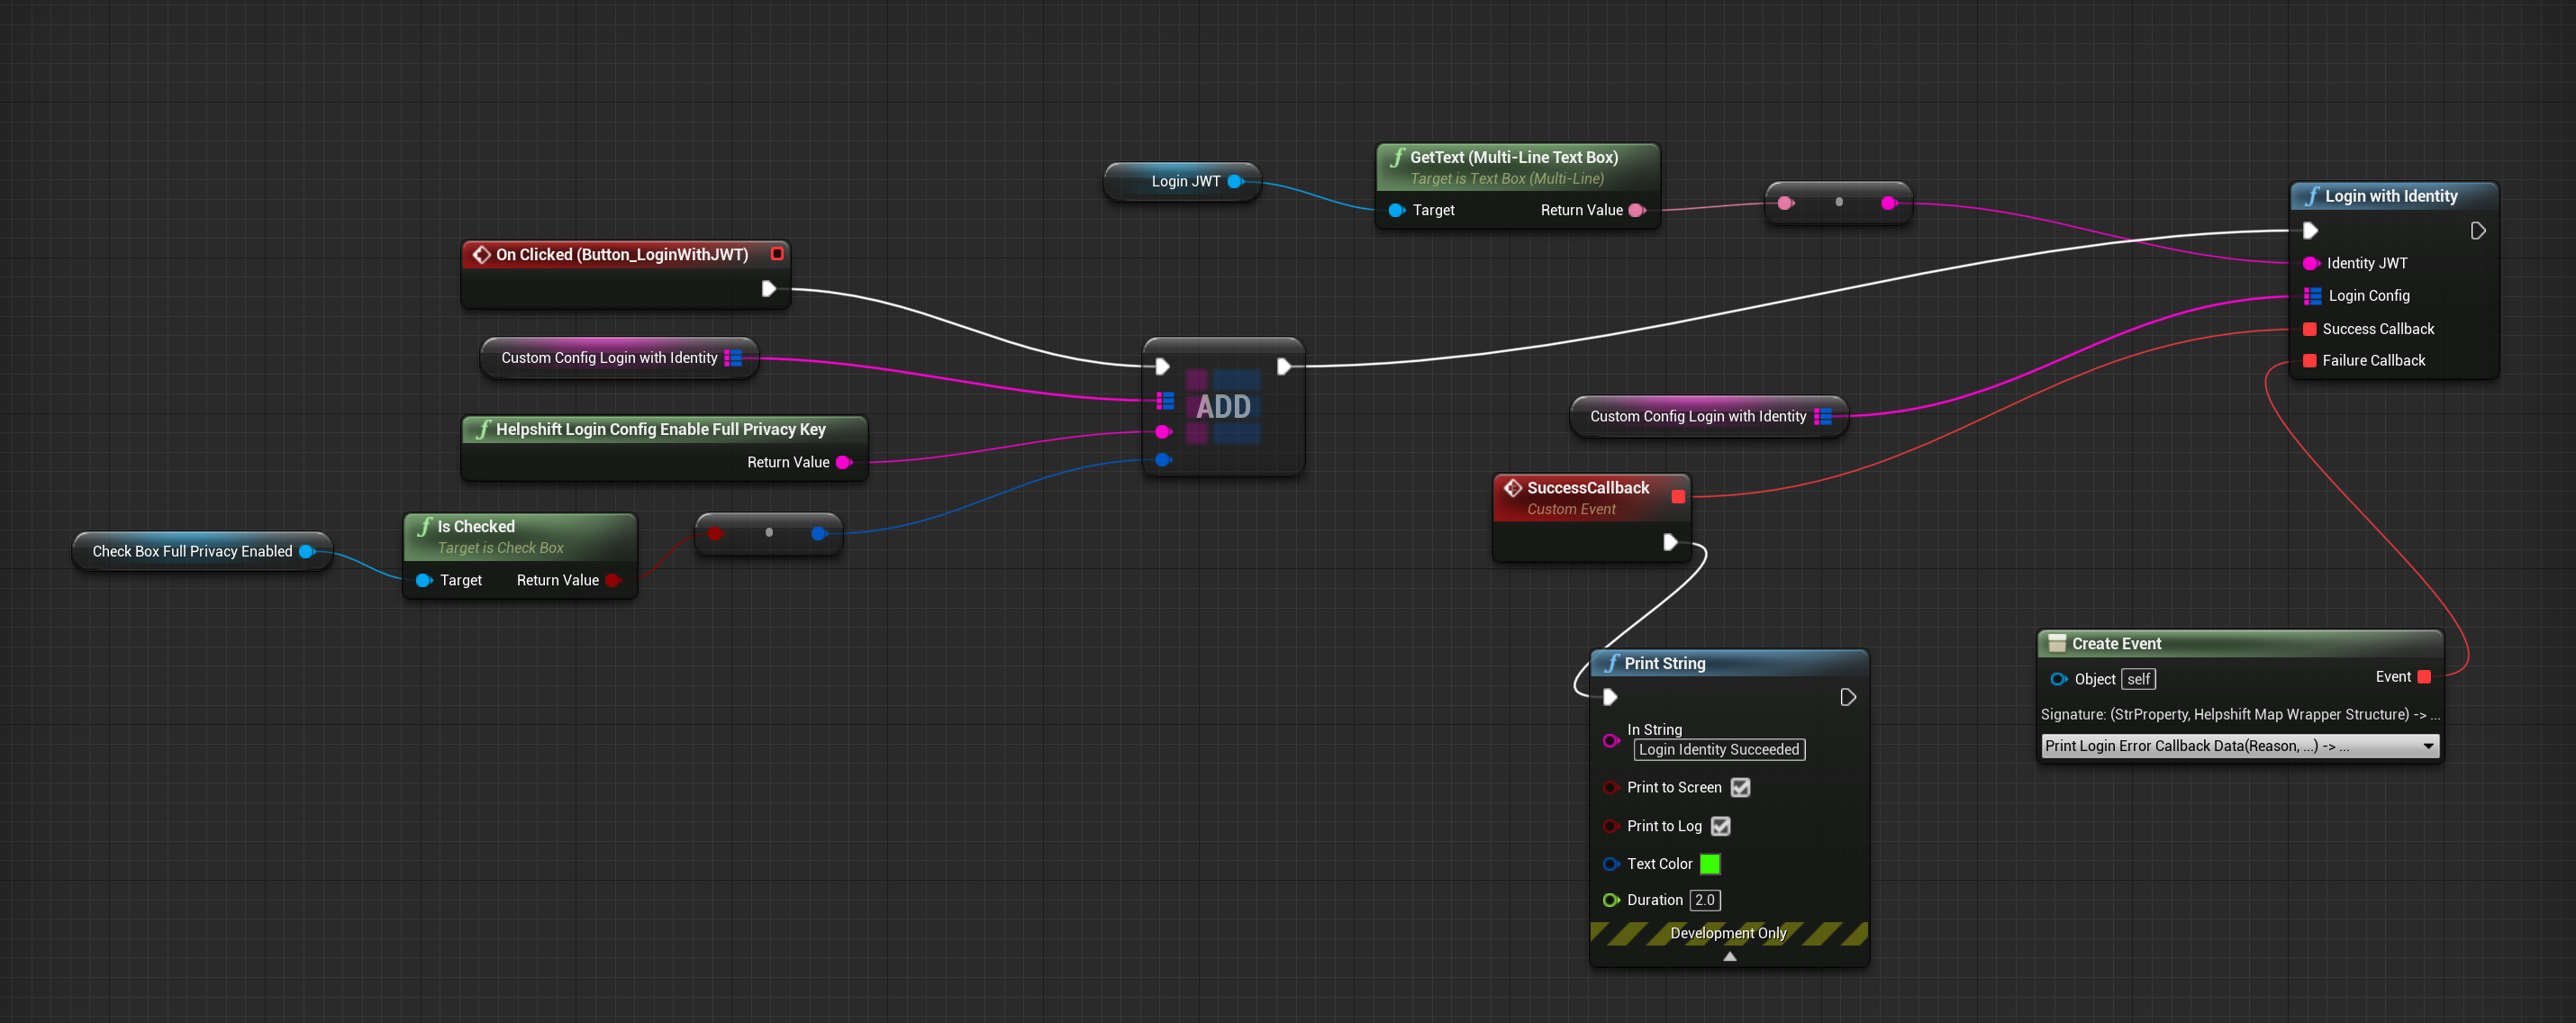 Login JWT
GetText (Multi-Line Text Box)
Target is Text Box (Multi-Line)
Target
Return Value
Login with Identity
Identity JWT
Login Config
Success Callback
Failure Callback
On Clicked (Button_LoginWithJWT)
Custom Config Login with Identity
ADD
Helpshift Login Config Enable Full Privacy Key
Return Value
Check Box Full Privacy Enabled
Is Checked
Target is Check Box
Target
Return Value
Custom Config Login with Identity
SuccessCallback
Custom Event
Print String
In String
Login Identity Succeeded
Print to Screen
Print to Log
Text Color
Duration 2.0
Development Only
Create Event
Object self
Event
Signature: (StrProperty, Helpshift Map Wrapper Structure) -> ...
Print Login Error Callback Data(Reason, ...) -> ...